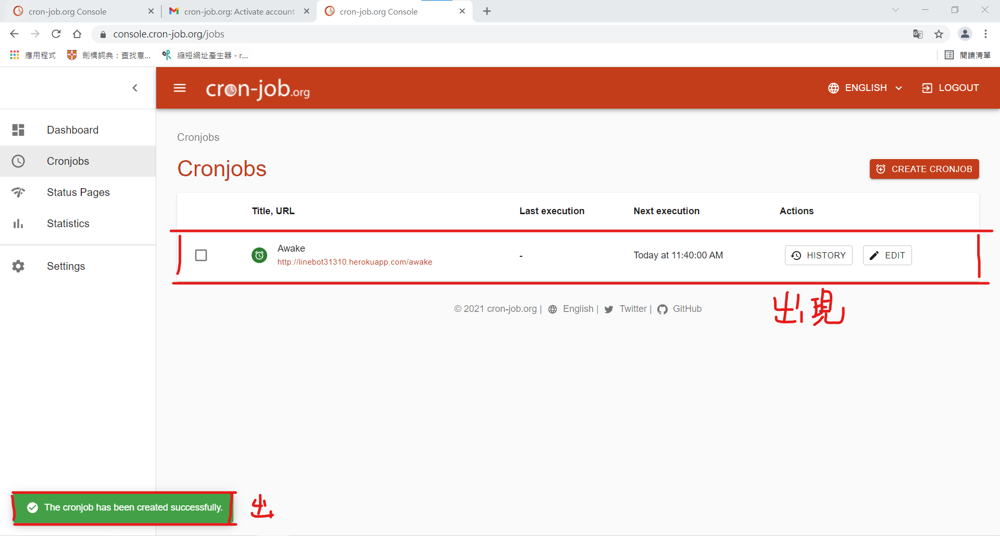 cron-job.org Console
cron-job.org: Activate account
cron-job.org Console
console.cron-job.org/jobs
應用程式
劍橋詞典：查找意...
縮短網址產生器 - r...
閱讀清單
cron-job.org
ENGLISH
LOGOUT
Dashboard
Cronjobs
Status Pages
Statistics
Settings
Cronjobs
Cronjobs
CREATE CRONJOB
Title, URL Last execution Next execution Actions
Awake
http://linebot31310.herokuapp.com/awake
- Today at 11:40:00 AM HISTORY EDIT
出現
© 2021 cron-job.org | English | Twitter | GitHub
The cronjob has been created successfully.
出